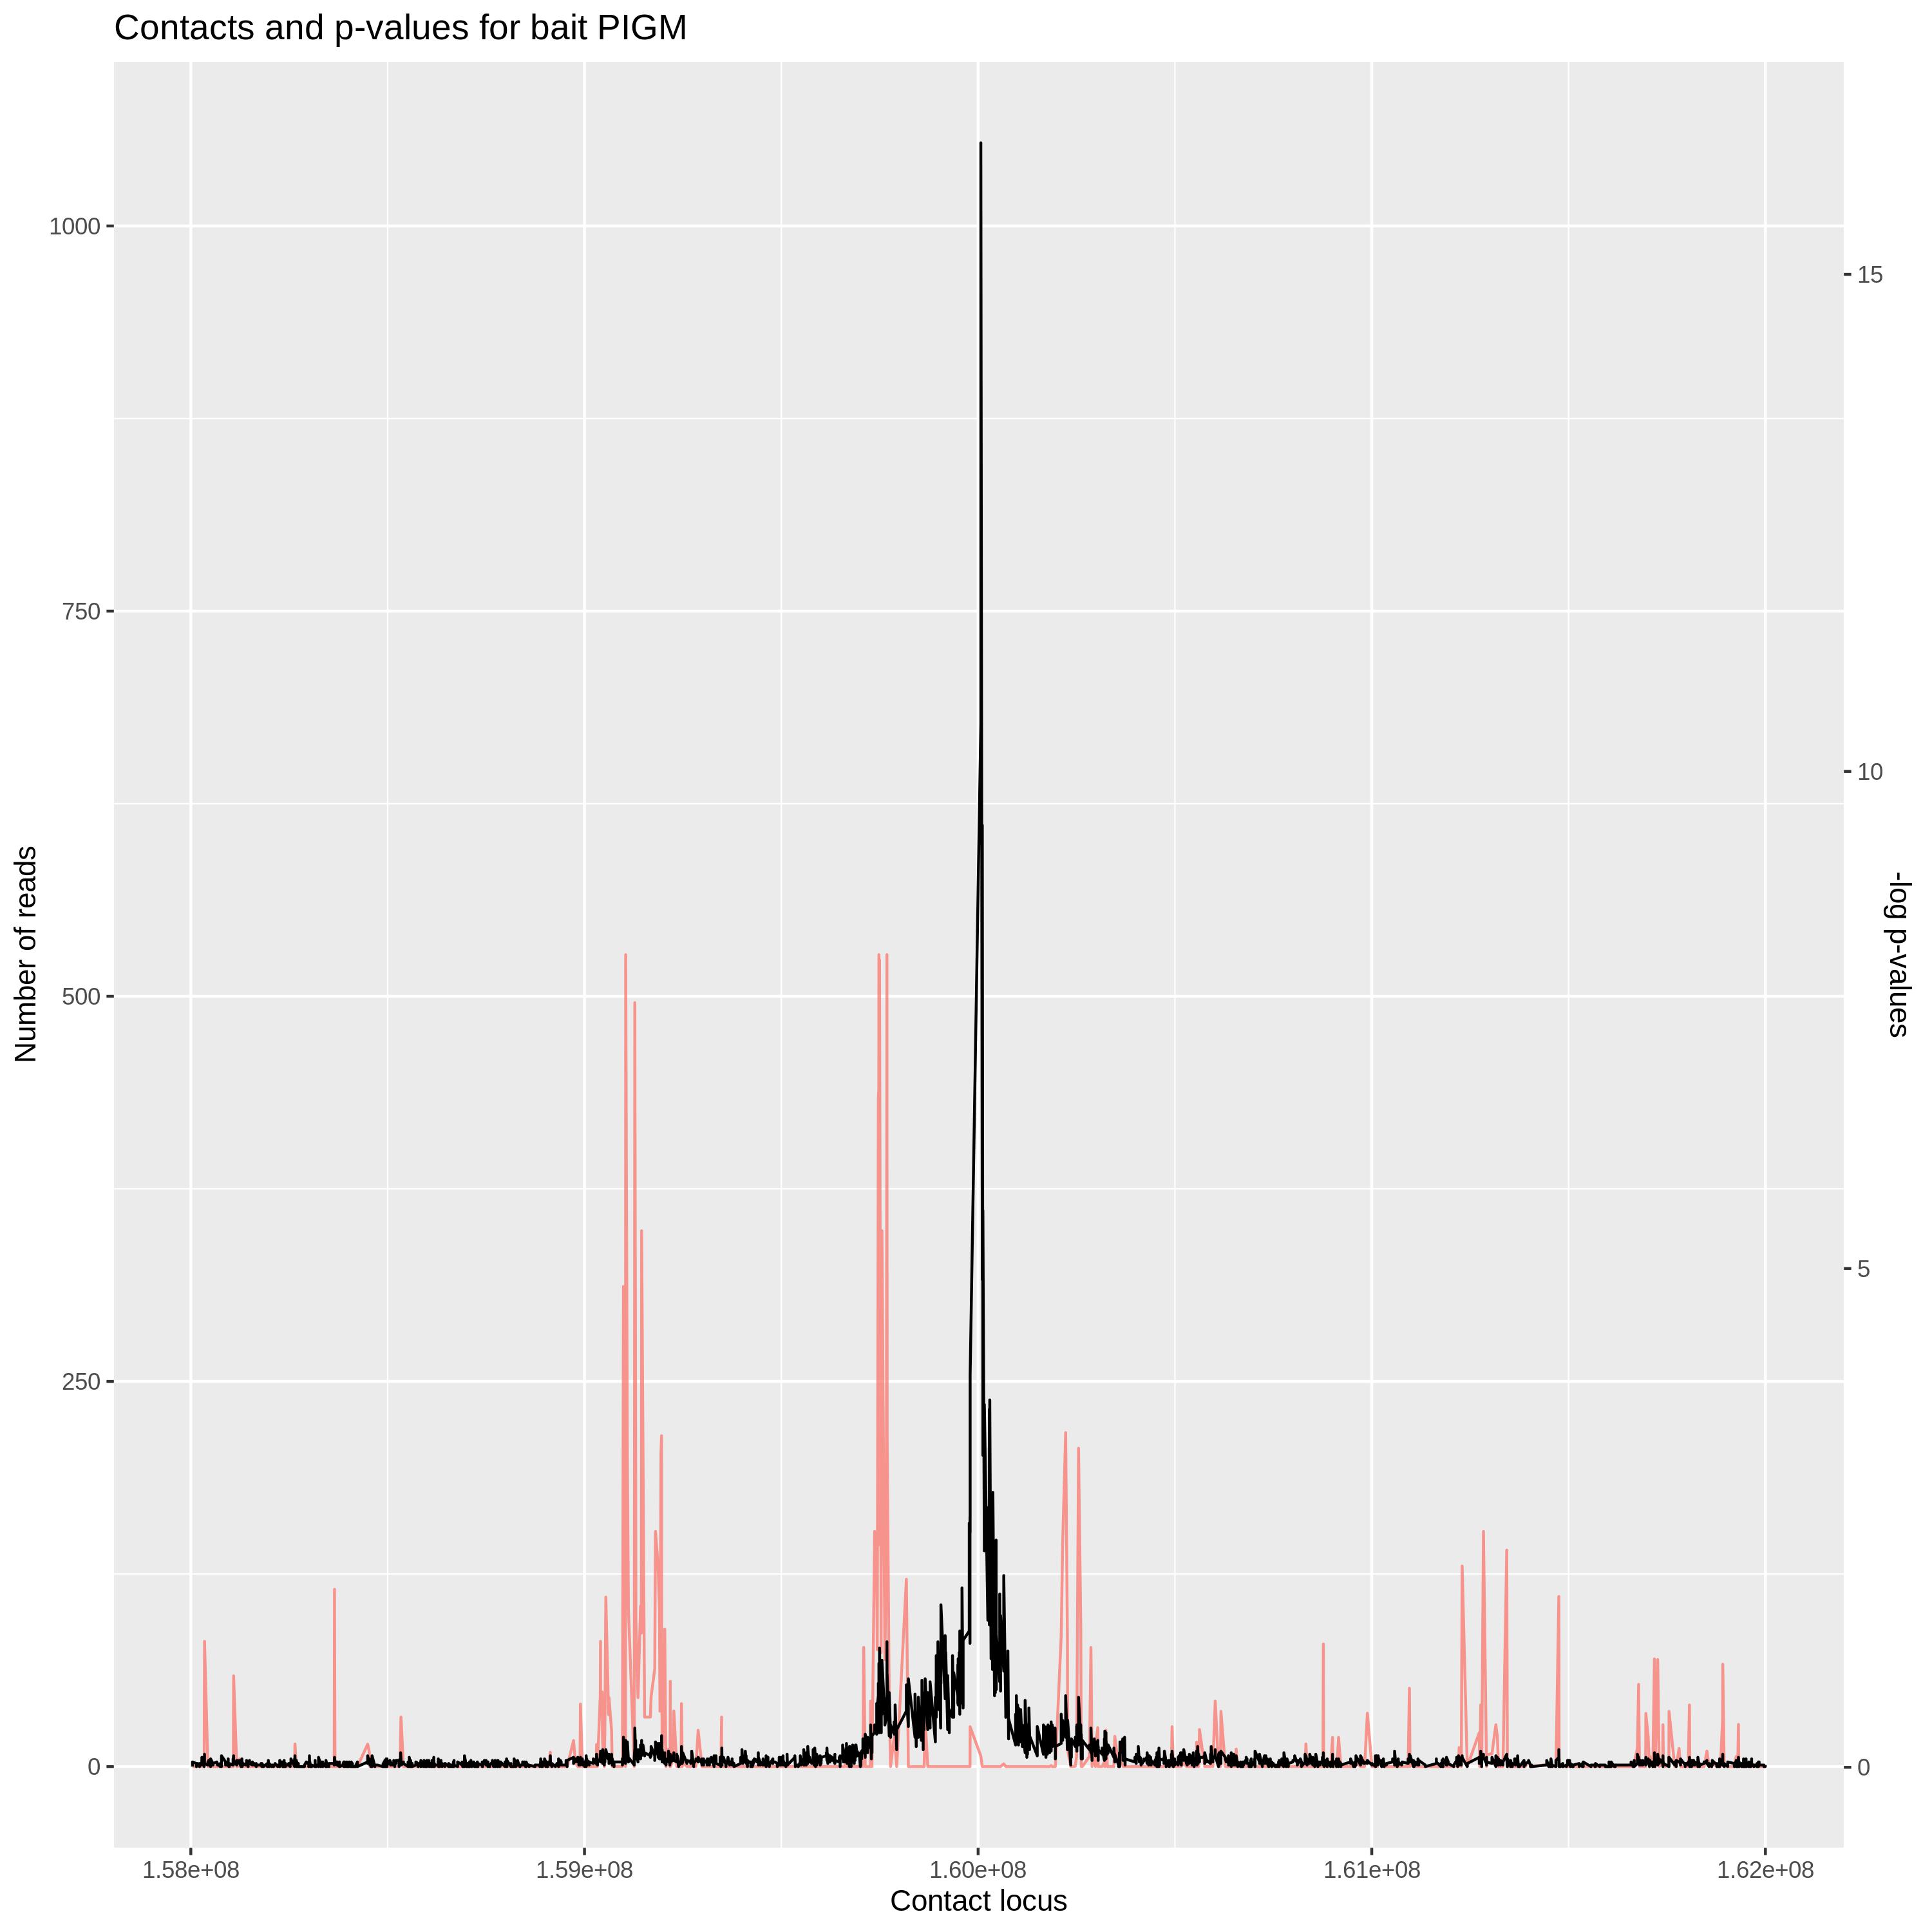 Contacts and p-values for bait PIGM
1000
750
500
250
0
Number of reads
15
10
5
0
-log p-values
1.58e+08
1.59e+08
1.60e+08
1.61e+08
1.62e+08
Contact locus